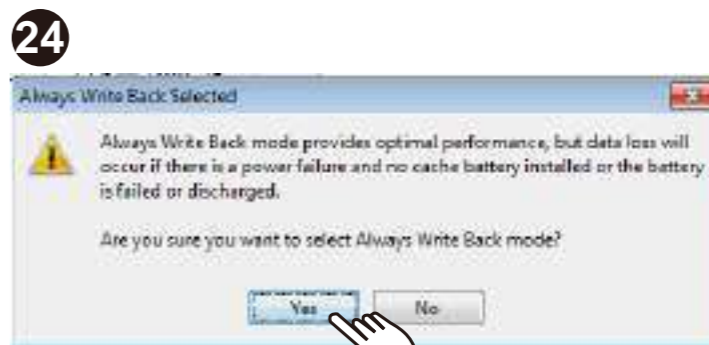 24
Always Write Back Selected
Always Write Back mode provides optimal performance, but data loss will
occur if there is a power failure and no cache battery installed or the battery
is failed or discharged.
Are you sure you want to select Always Write Back mode?
Yes No